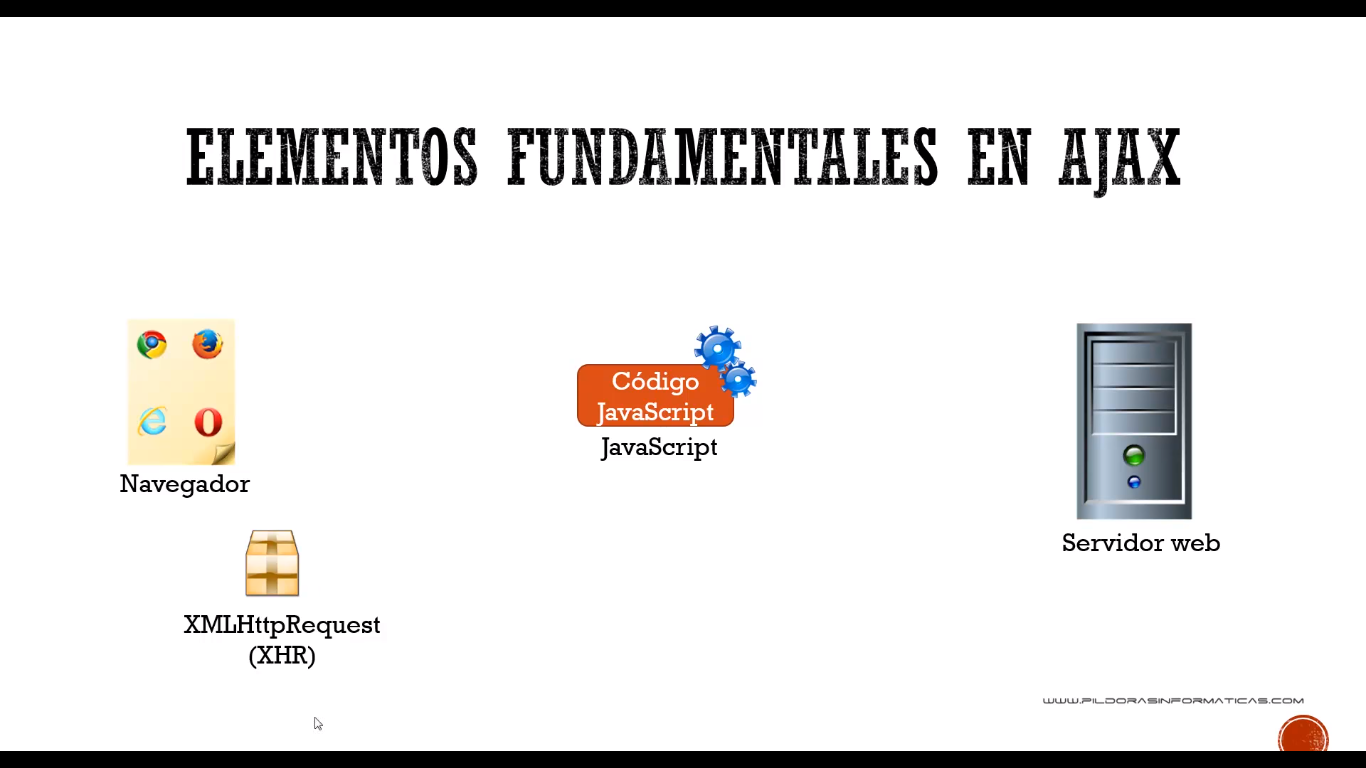 ELEMENTOS FUNDAMENTALES EN AJAX
Código
JavaScript
JavaScript
Navegador
Servidor web
XMLHttpRequest
(XHR)
WWW.PILDORASINFORMATICAS.COM